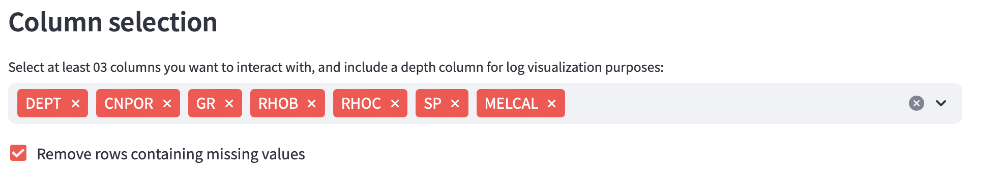 Column selection
Select at least 03 columns you want to interact with, and include a depth column for log visualization purposes:
DEPT CNPOR GR RHOB RHOC SP MELCAL
Remove rows containing missing values